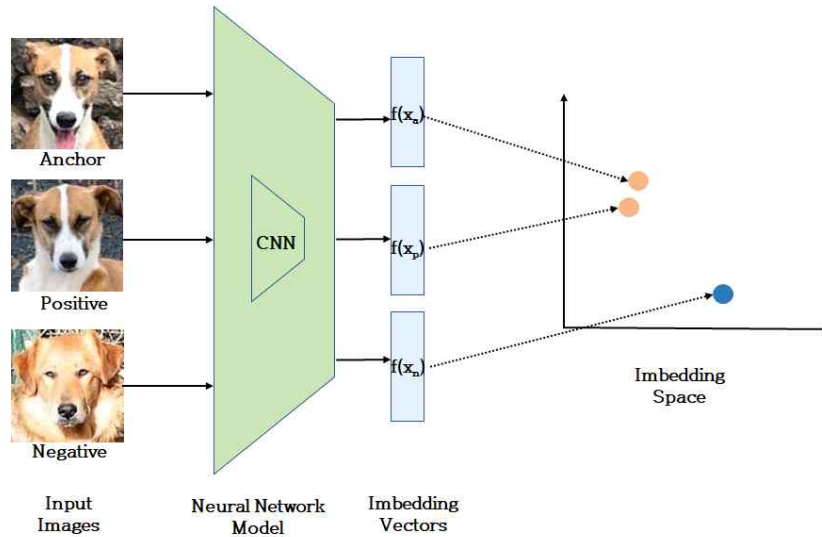 Anchor
Positive
Negative
CNN
f(xₐ)
f(xₚ)
f(xₙ)
Imbedding
Space
Input
Images
Neural Network
Model
Imbedding
Vectors